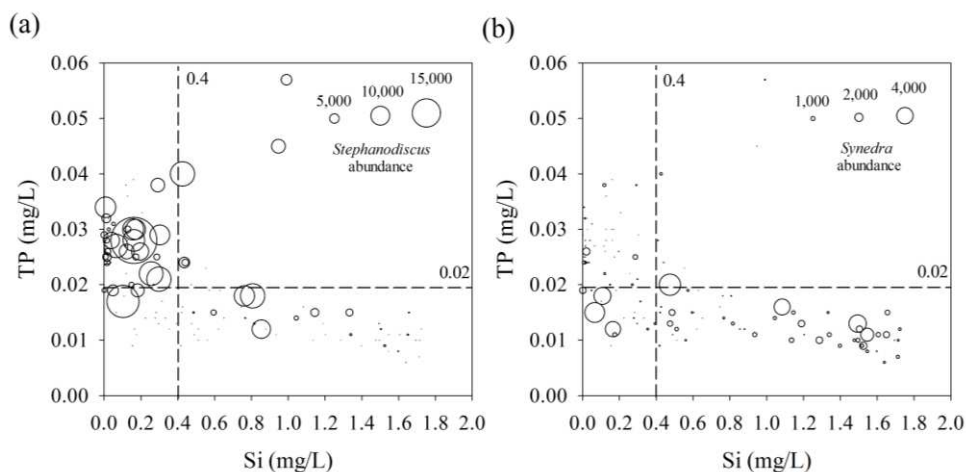 (a)
0.06
0.05
0.04
0.03
0.02
0.01
0.00
TP (mg/L)
0.4
0.02
5,000
10,000
15,000
Stephanodiscus
abundance
0.0 0.2 0.4 0.6 0.8 1.0 1.2 1.4 1.6 1.8 2.0
Si (mg/L)
(b)
0.06
0.05
0.04
0.03
0.02
0.01
0.00
TP (mg/L)
0.4
0.02
1,000
2,000
4,000
Synedra
abundance
0.0 0.2 0.4 0.6 0.8 1.0 1.2 1.4 1.6 1.8 2.0
Si (mg/L)